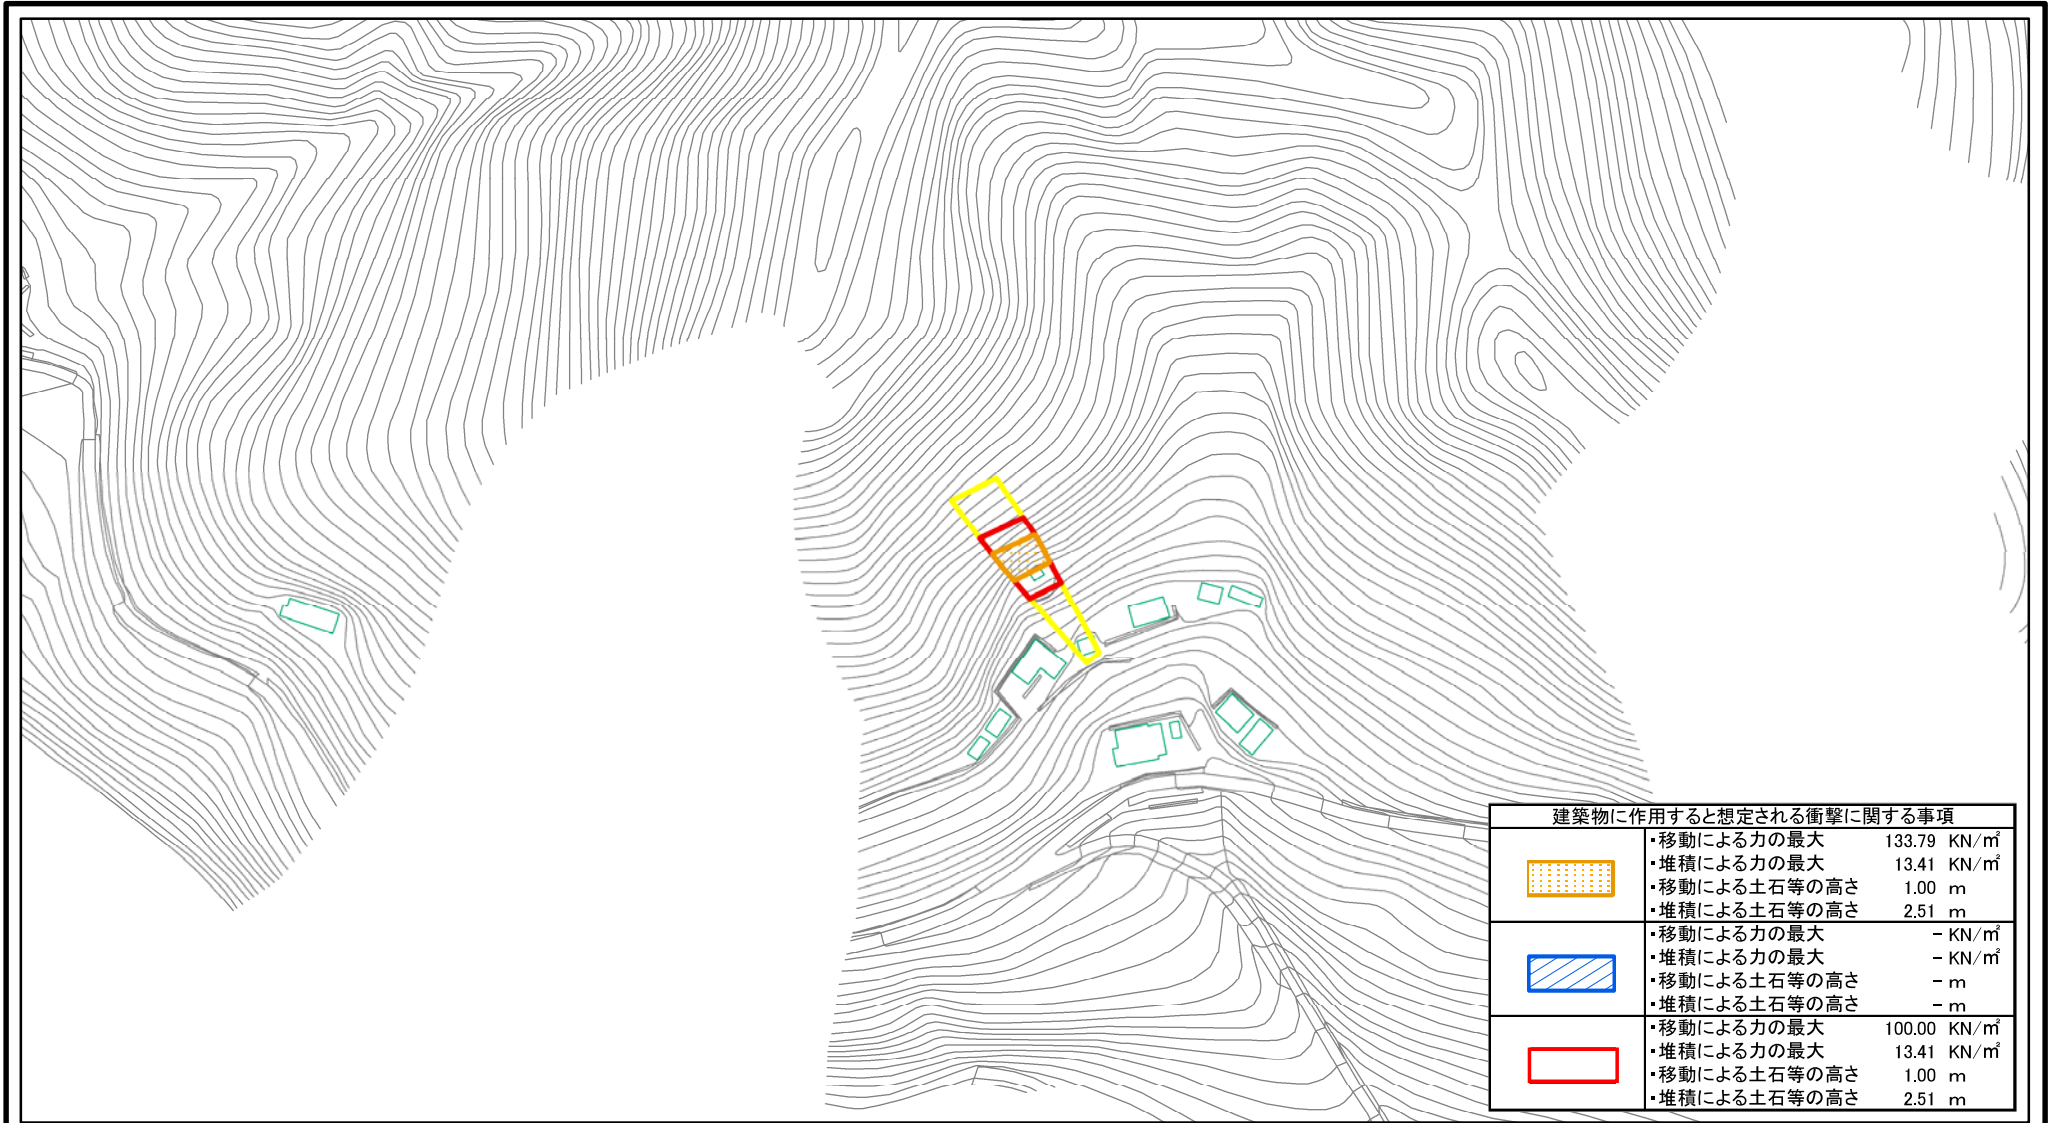 建築物に作用すると想定される衝撃に関する事項
・移動による力の最大 133.79 KN/㎡
・堆積による力の最大 13.41 KN/㎡
・移動による土石等の高さ 1.00 m
・堆積による土石等の高さ 2.51 m
・移動による力の最大 - KN/㎡
・堆積による力の最大 - KN/㎡
・移動による土石等の高さ - m
・堆積による土石等の高さ - m
・移動による力の最大 100.00 KN/㎡
・堆積による力の最大 13.41 KN/㎡
・移動による土石等の高さ 1.00 m
・堆積による土石等の高さ 2.51 m